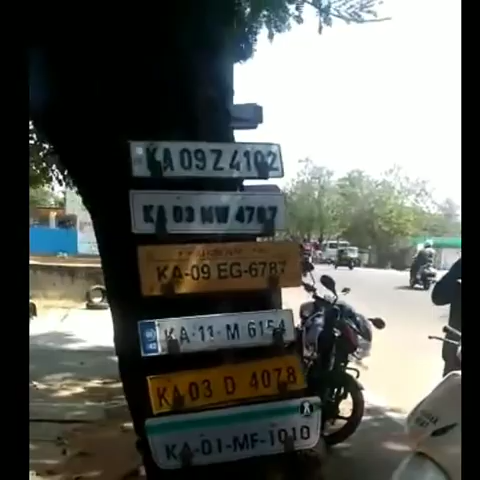 KA 09 Z 4102
KA 03 MW 4707
KA-09 EG-6787
KA-11-M 6154
KA 03 D 4078
KA-01-MF-1010